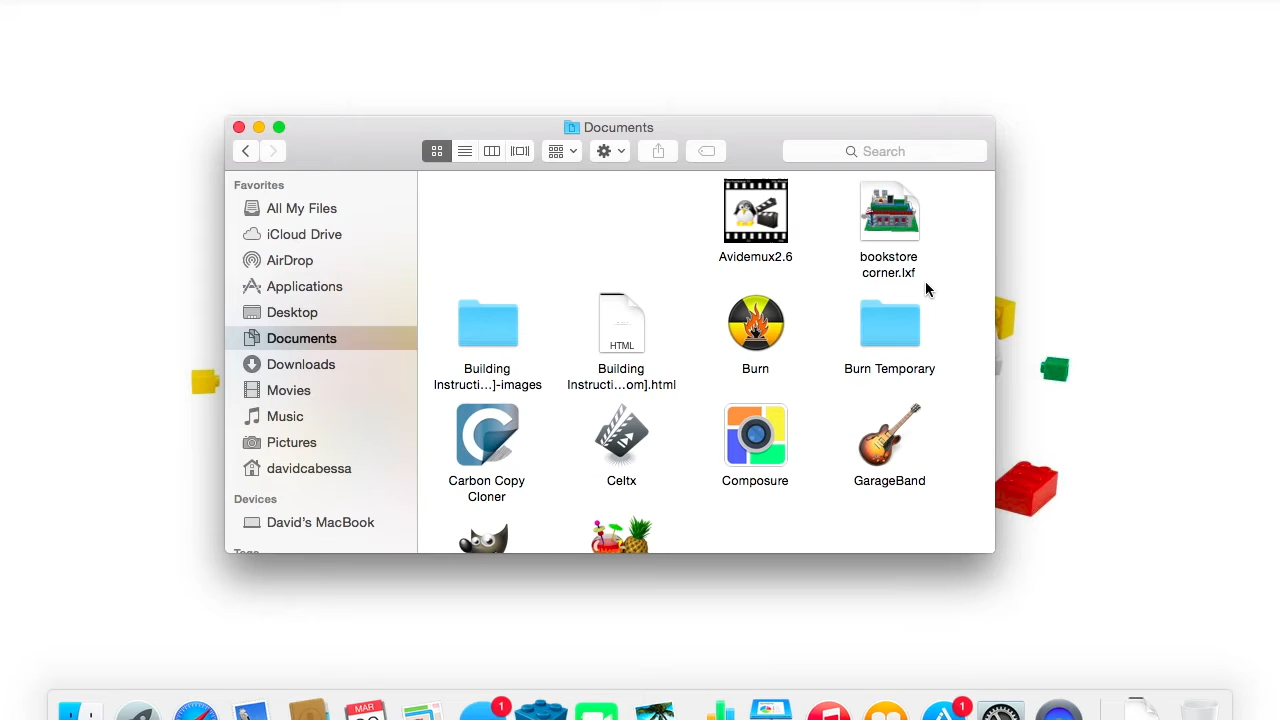 Documents
Search
Favorites
All My Files
iCloud Drive
AirDrop
Applications
Desktop
Documents
Downloads
Movies
Music
Pictures
davidcabessa
Devices
David's MacBook
Avidemux2.6
bookstore
corner.lxf
Building
Instructi...]-images
HTML
Building
Instructi...om].html
Burn
Burn Temporary
Carbon Copy
Cloner
Celtx
Composure
GarageBand
MAR
1
1